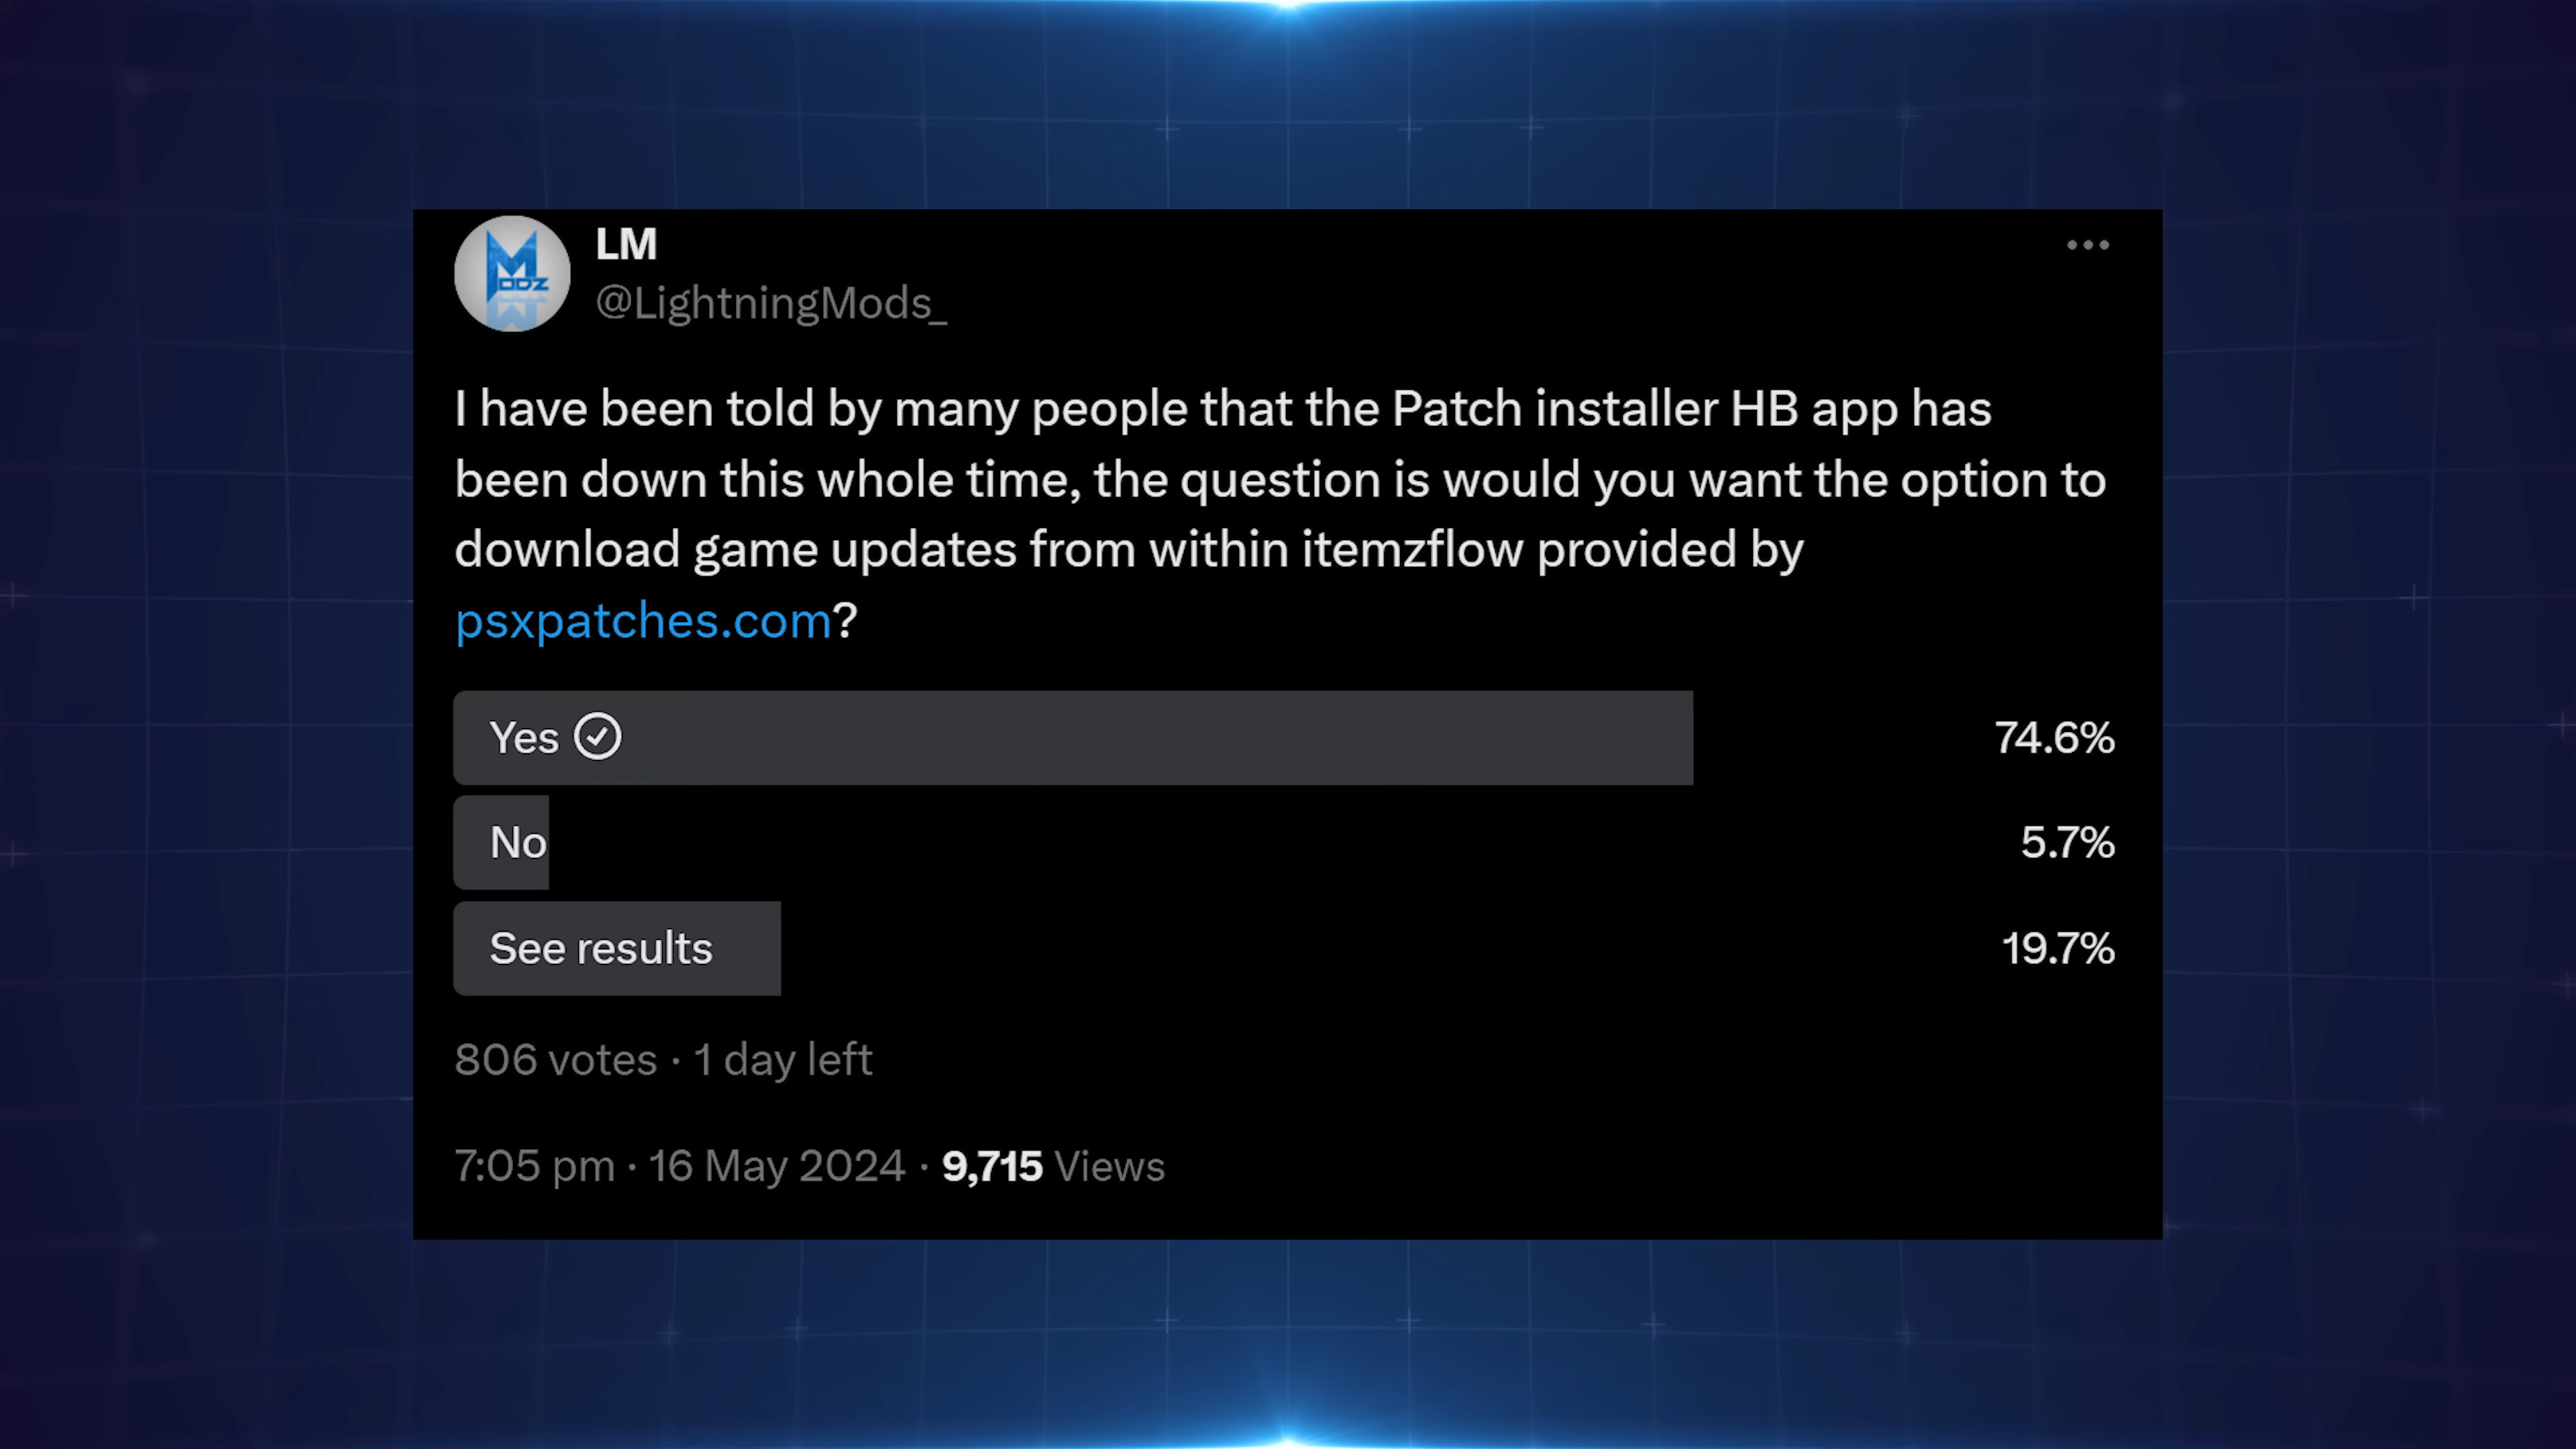 MODZ
LM
@LightningMods_
I have been told by many people that the Patch installer HB app has
been down this whole time, the question is would you want the option to
download game updates from within itemzflow provided by
psxpatches.com?
Yes 74.6%
No 5.7%
See results 19.7%
806 votes · 1 day left
7:05 pm · 16 May 2024 · 9,715 Views